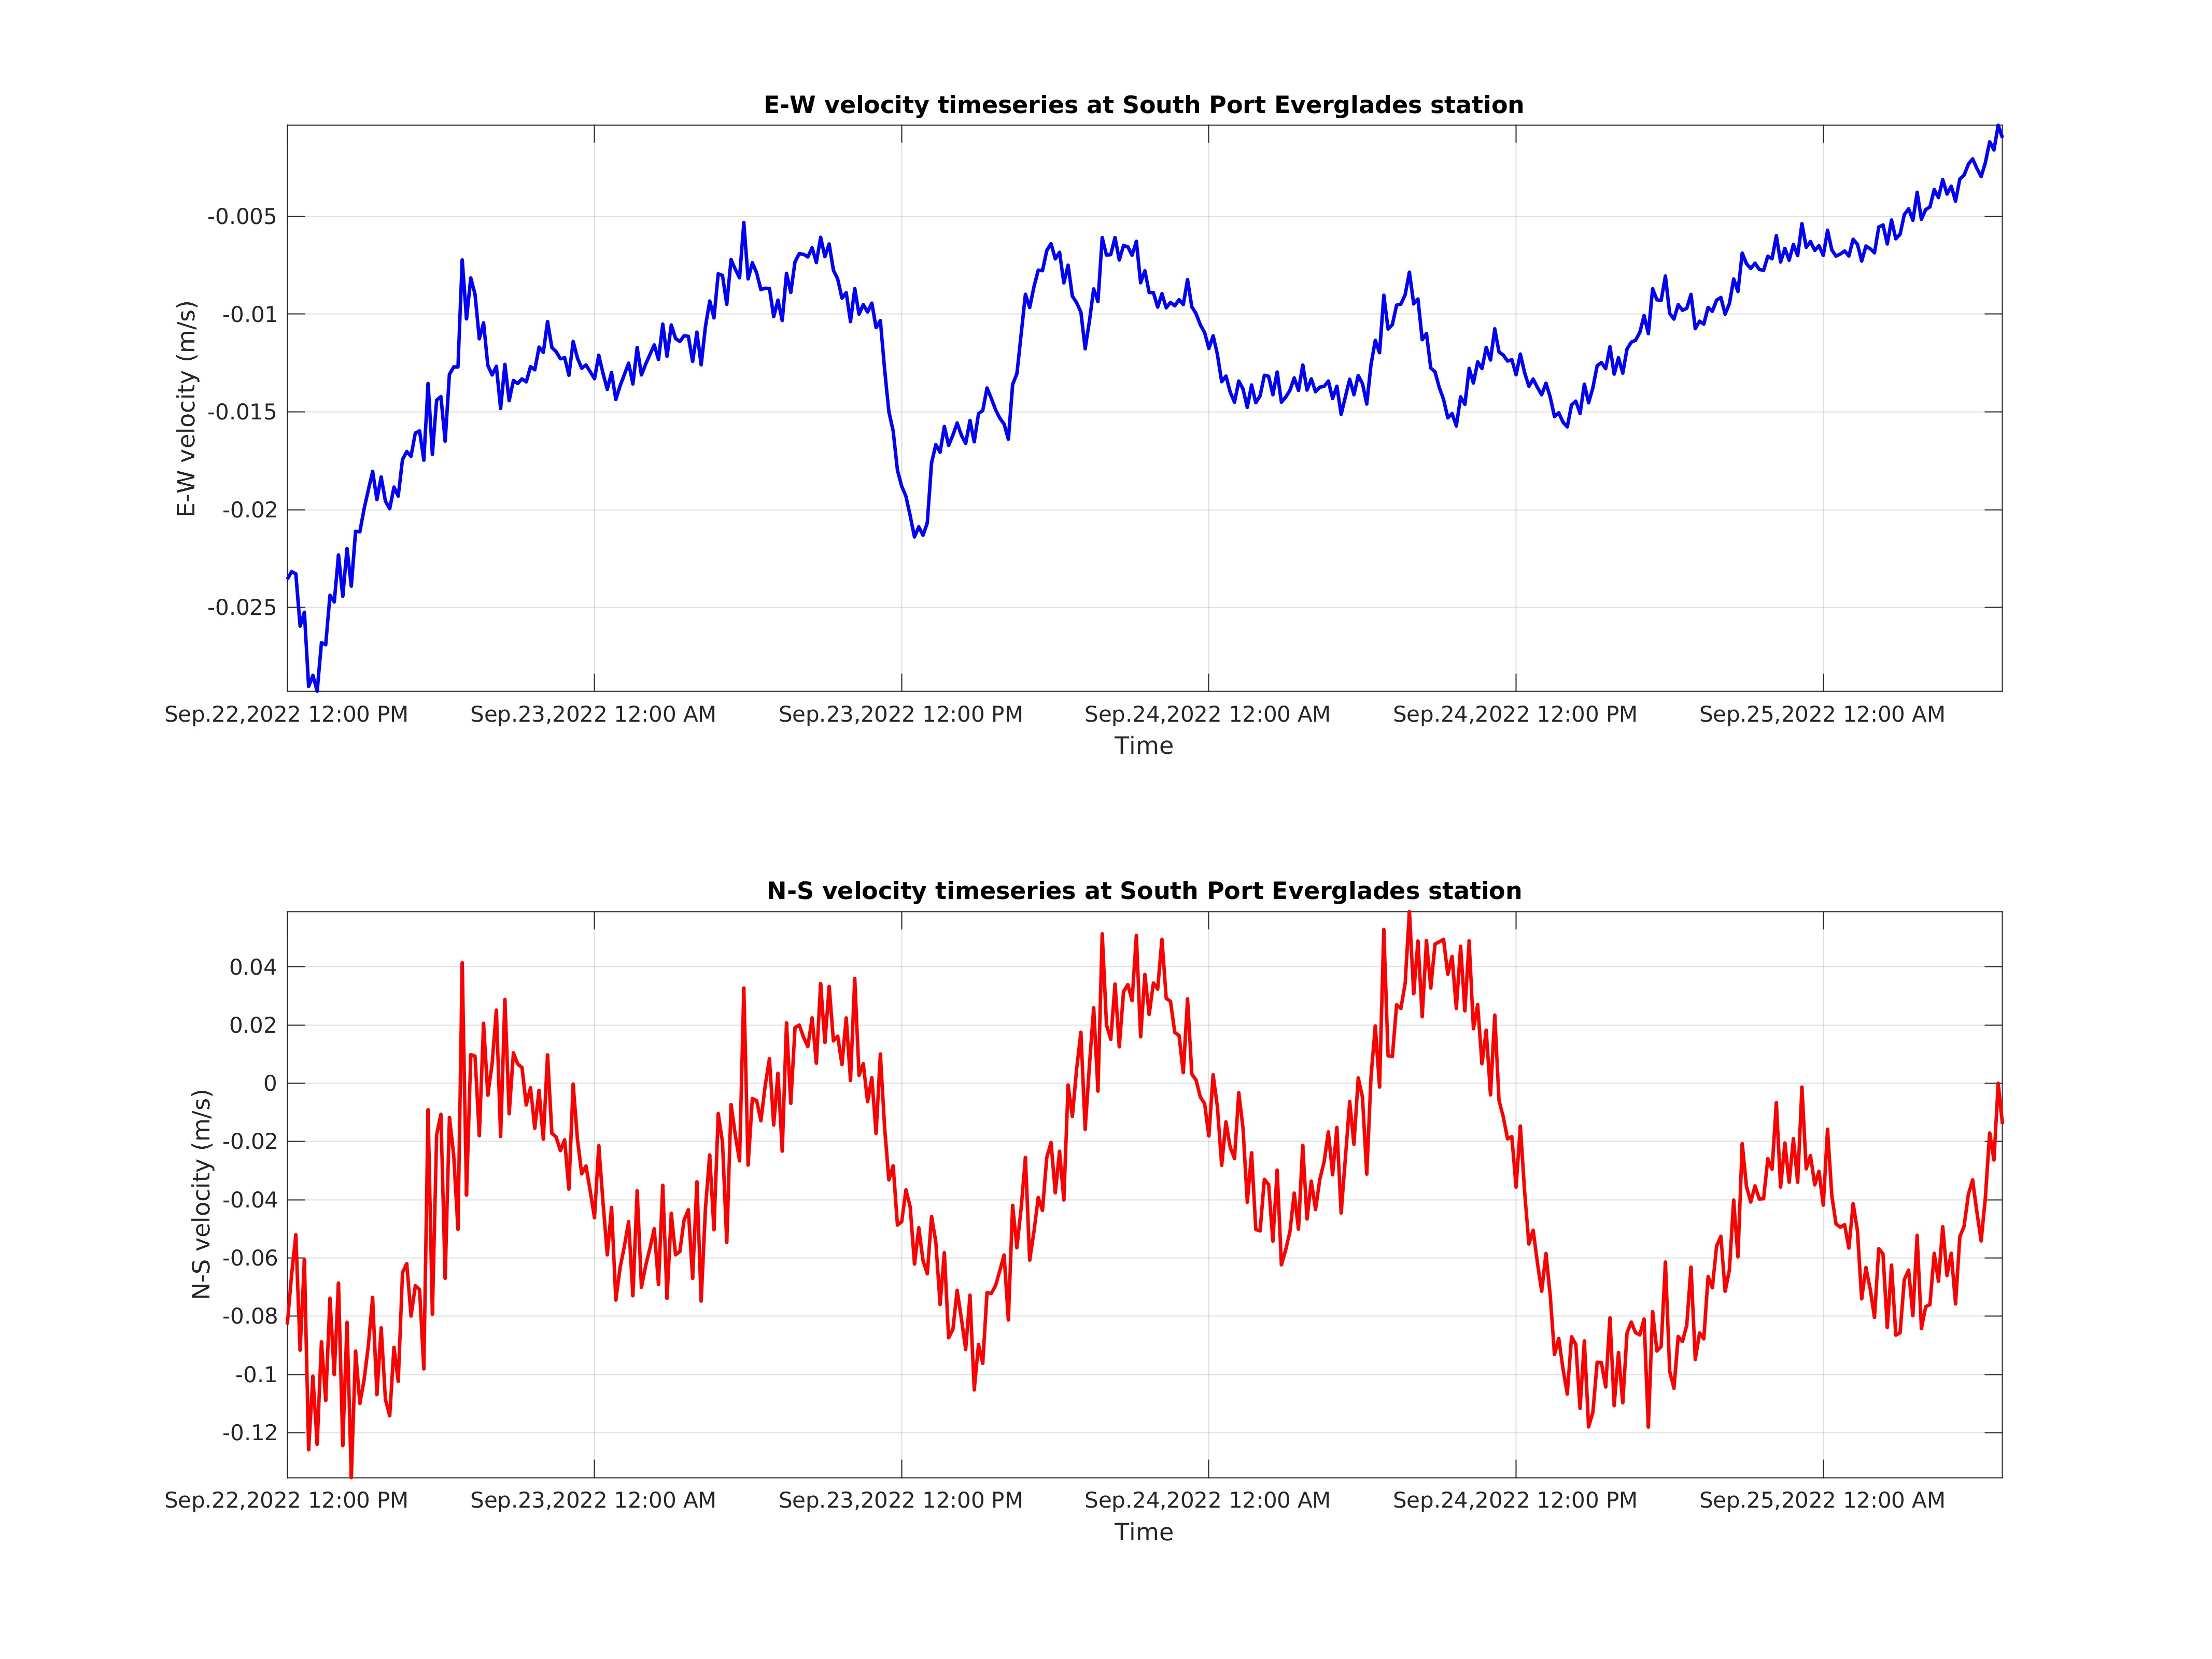 E-W velocity timeseries at South Port Everglades station
E-W velocity (m/s)
-0.005
-0.01
-0.015
-0.02
-0.025
Sep.22,2022 12:00 PM Sep.23,2022 12:00 AM Sep.23,2022 12:00 PM Sep.24,2022 12:00 AM Sep.24,2022 12:00 PM Sep.25,2022 12:00 AM
Time
N-S velocity timeseries at South Port Everglades station
N-S velocity (m/s)
0.04
0.02
0
-0.02
-0.04
-0.06
-0.08
-0.1
-0.12
Sep.22,2022 12:00 PM Sep.23,2022 12:00 AM Sep.23,2022 12:00 PM Sep.24,2022 12:00 AM Sep.24,2022 12:00 PM Sep.25,2022 12:00 AM
Time